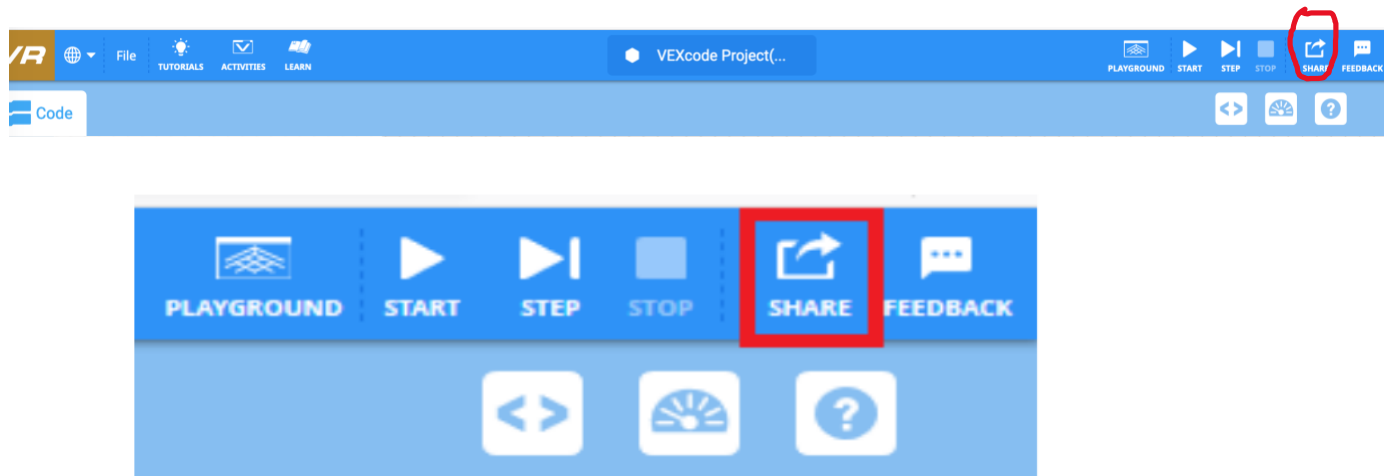 VR File TUTORIALS ACTIVITIES LEARN VEXcode Project(... PLAYGROUND START STEP STOP SHARE FEEDBACK
Code
PLAYGROUND START STEP STOP SHARE FEEDBACK